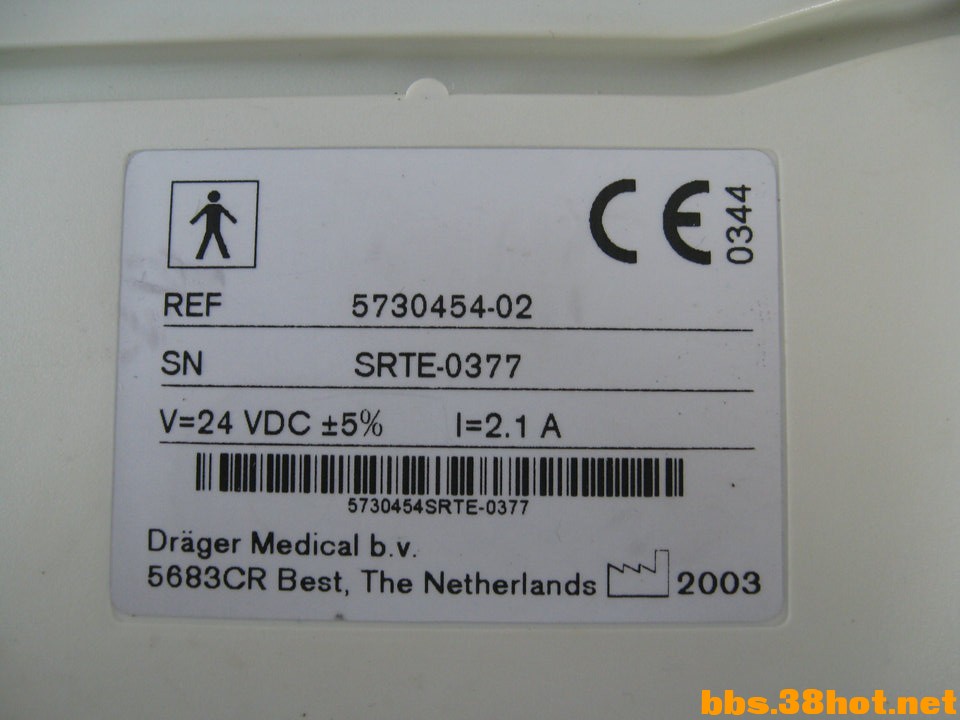 CE 0344
REF 5730454-02
SN SRTE-0377
V=24 VDC ±5% I=2.1 A
5730454SRTE-0377
Dräger Medical b.v.
5683CR Best, The Netherlands 2003
bbs.38hot.net